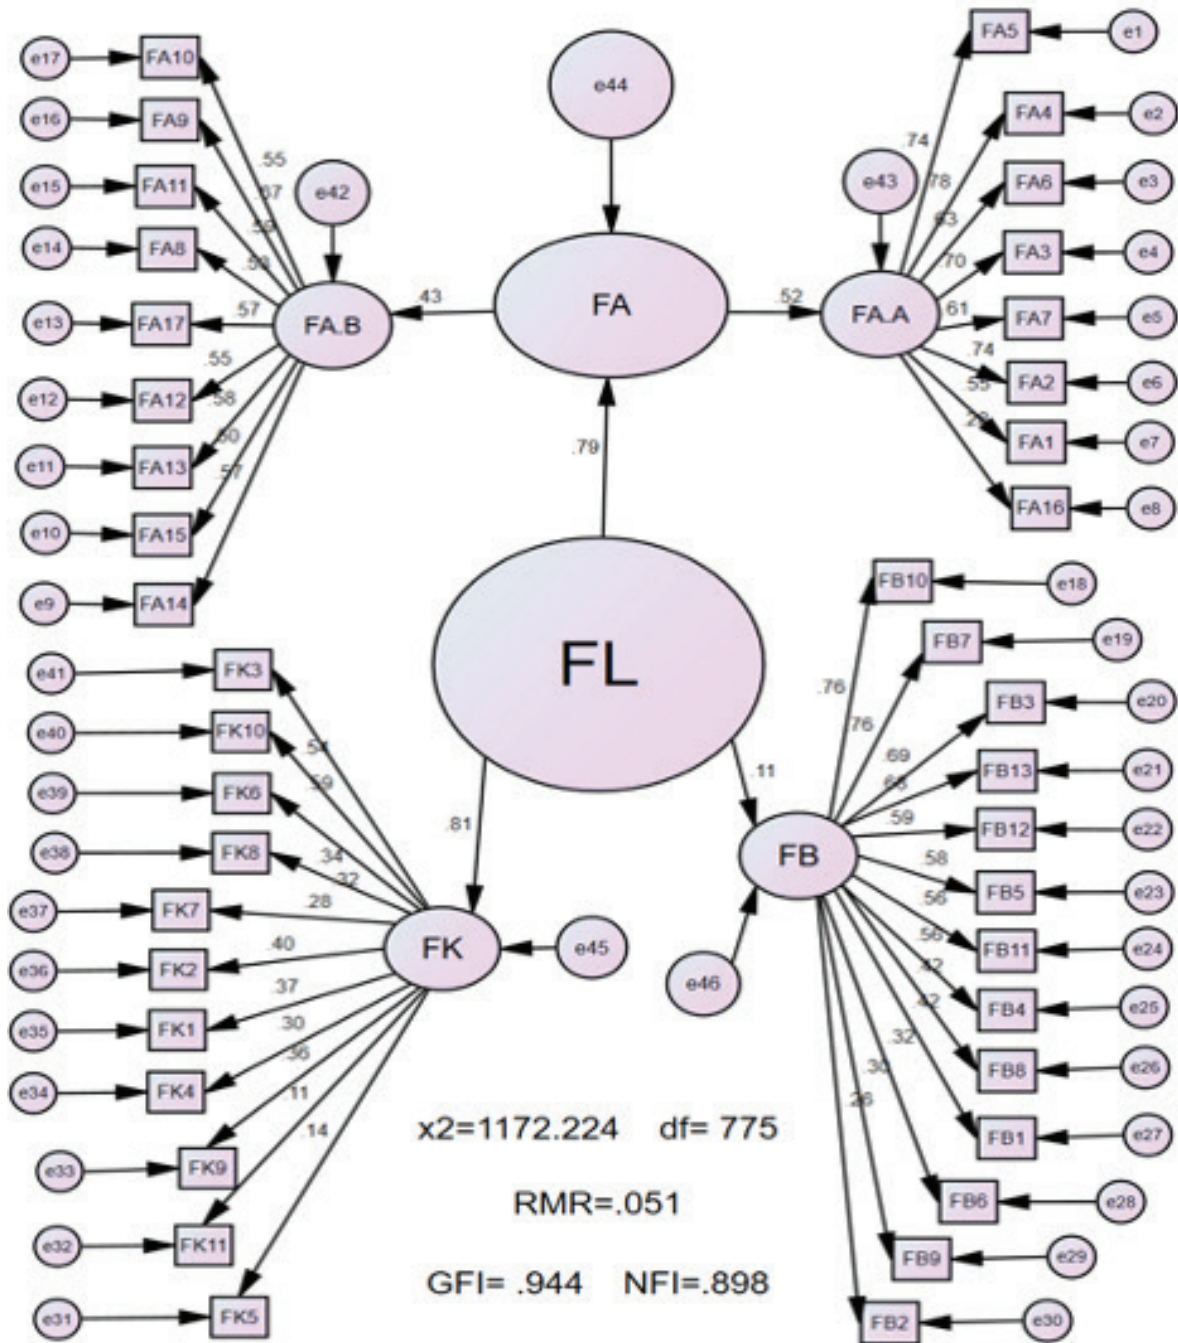 e17 FA10
e16 FA9
e15 FA11
e14 FA8
e13 FA17
e12 FA12
e11 FA13
e10 FA15
e9 FA14
.55
.67
.59
.58
.57
.55
.58
.60
.57
e42
FA.B
.43
e44
FA
.52
e43
FA.A
.74
.78
.63
.70
.61
.74
.55
FA5 e1
FA4 e2
FA6 e3
FA3 e4
FA7 e5
FA2 e6
FA1 e7
FA16 e8
.79
FL
e41 FK3
e40 FK10
e39 FK6
e38 FK8
e37 FK7
e36 FK2
e35 FK1
e34 FK4
e33 FK9
e32 FK11
e31 FK5
.54
.59
.34
.32
.28
.40
.37
.30
.36
.11
.14
.81
FK
e45
.11
FB
e46
.76
.76
.69
.68
.59
.58
.56
.56
.42
.42
.32
.30
.26
FB10 e18
FB7 e19
FB3 e20
FB13 e21
FB12 e22
FB5 e23
FB11 e24
FB4 e25
FB8 e26
FB1 e27
FB6 e28
FB9 e29
FB2 e30
x2=1172.224 df= 775
RMR=.051
GFI= .944 NFI=.898